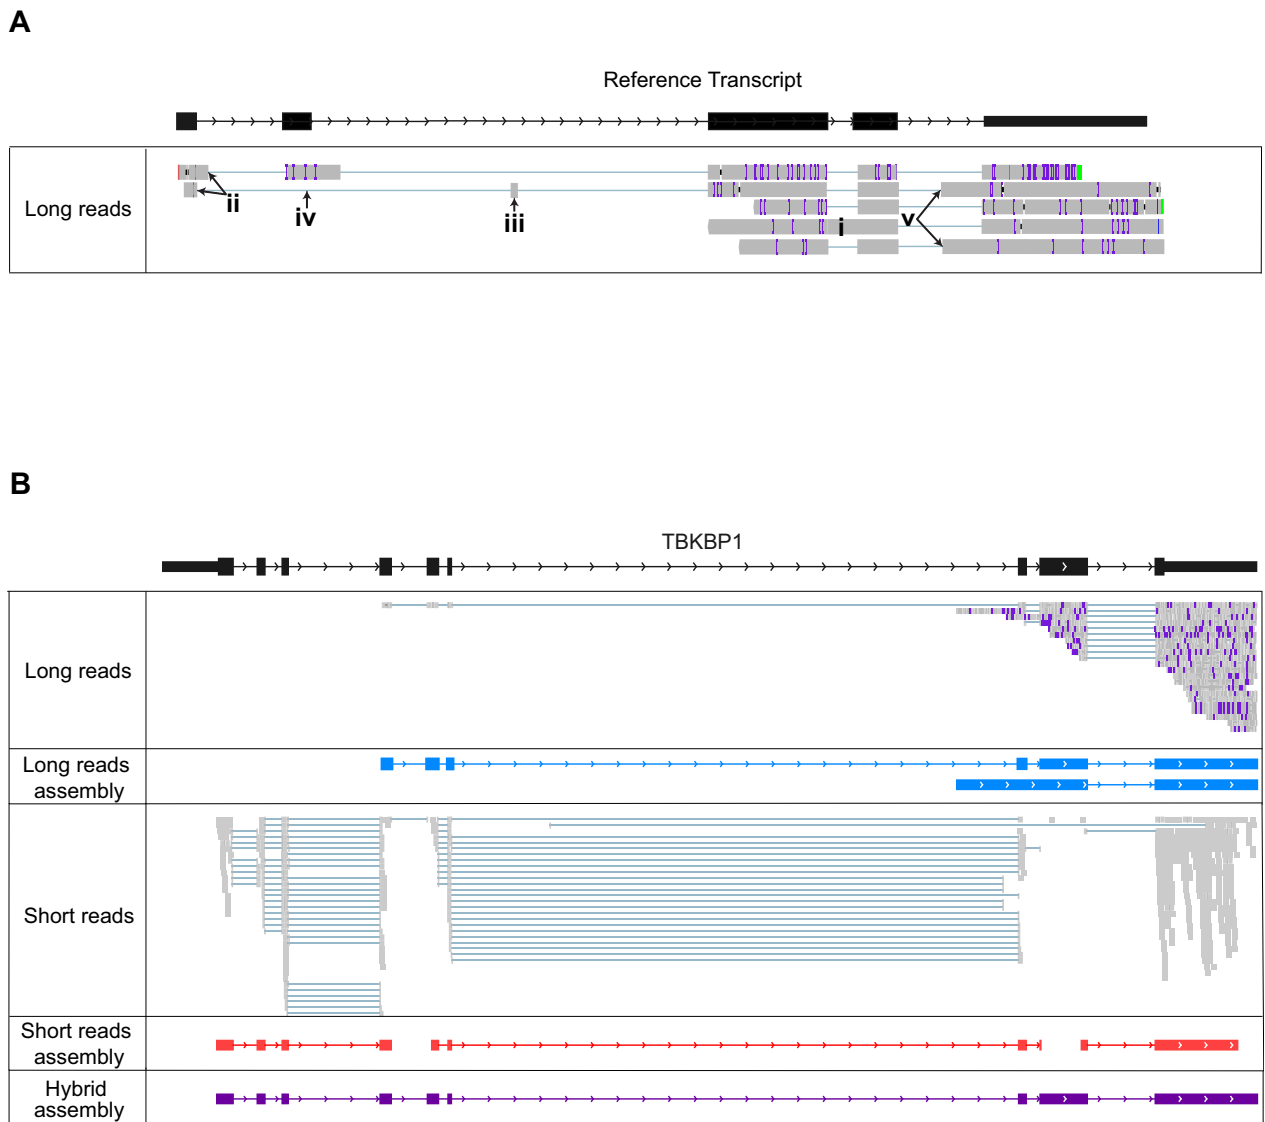 A
Reference Transcript
Long reads
ii
iv
iii
i
v
B
TBKBP1
Long reads
Long reads
assembly
Short reads
Short reads
assembly
Hybrid
assembly